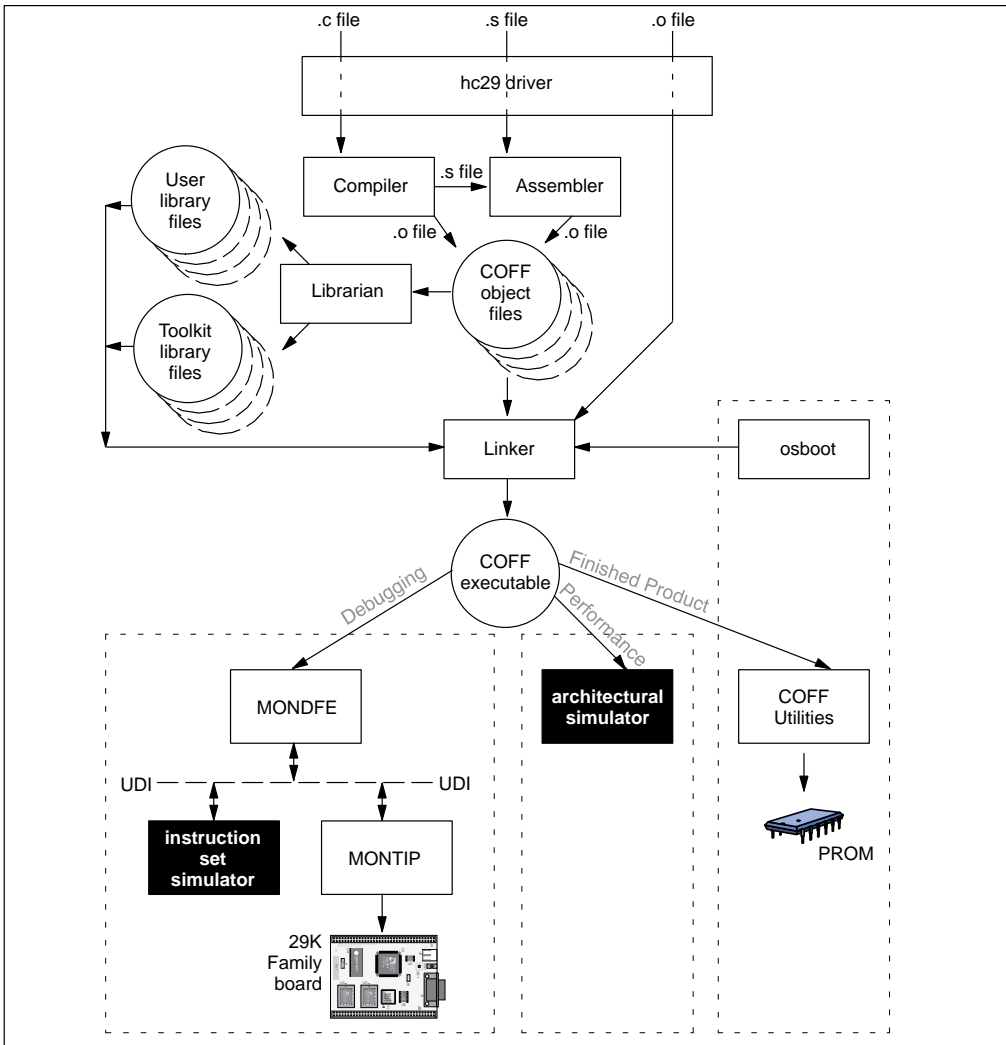 .c file
.s file
.o file
hc29 driver
Compiler
.s file
Assembler
User
library
files
.o file
.o file
Librarian
COFF
object
files
Toolkit
library
files
Linker
osboot
COFF
executable
Debugging
Performance
Finished Product
MONDFE
architectural
simulator
COFF
Utilities
UDI
UDI
instruction
set
simulator
MONTIP
PROM
29K
Family
board